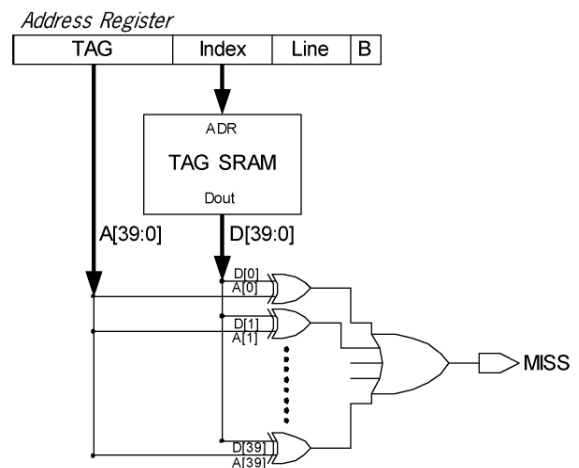 Address Register
TAG Index Line B
ADR
TAG SRAM
Dout
A[39:0] D[39:0]
D[0]
A[0]
D[1]
A[1]
MISS
D[39]
A[39]